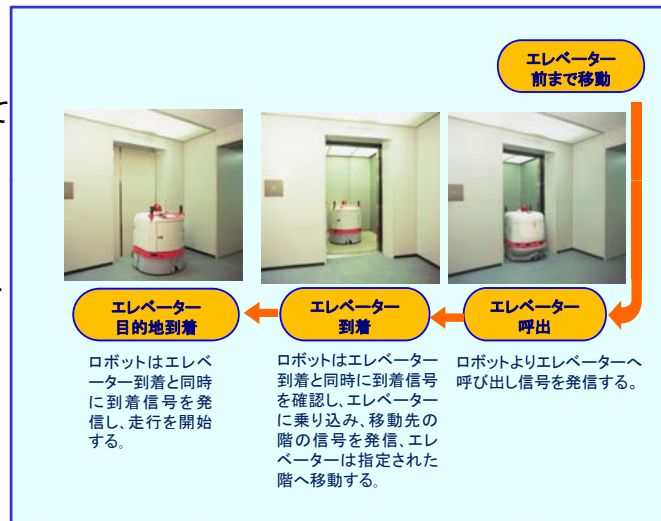 エレベーター
前まで移動
て
エレベーター
目的地到着
エレベーター
到着
エレベーター
呼出
ロボットはエレベ
ーター到着と同時
に到着信号を発
信し、走行を開始
する。
ロボットはエレベーター
到着と同時に到着信号
を確認し、エレベーター
に乗り込み、移動先の
階の信号を発信、エレ
ベーターは指定された
階へ移動する。
ロボットよりエレベーターへ
呼び出し信号を発信する。